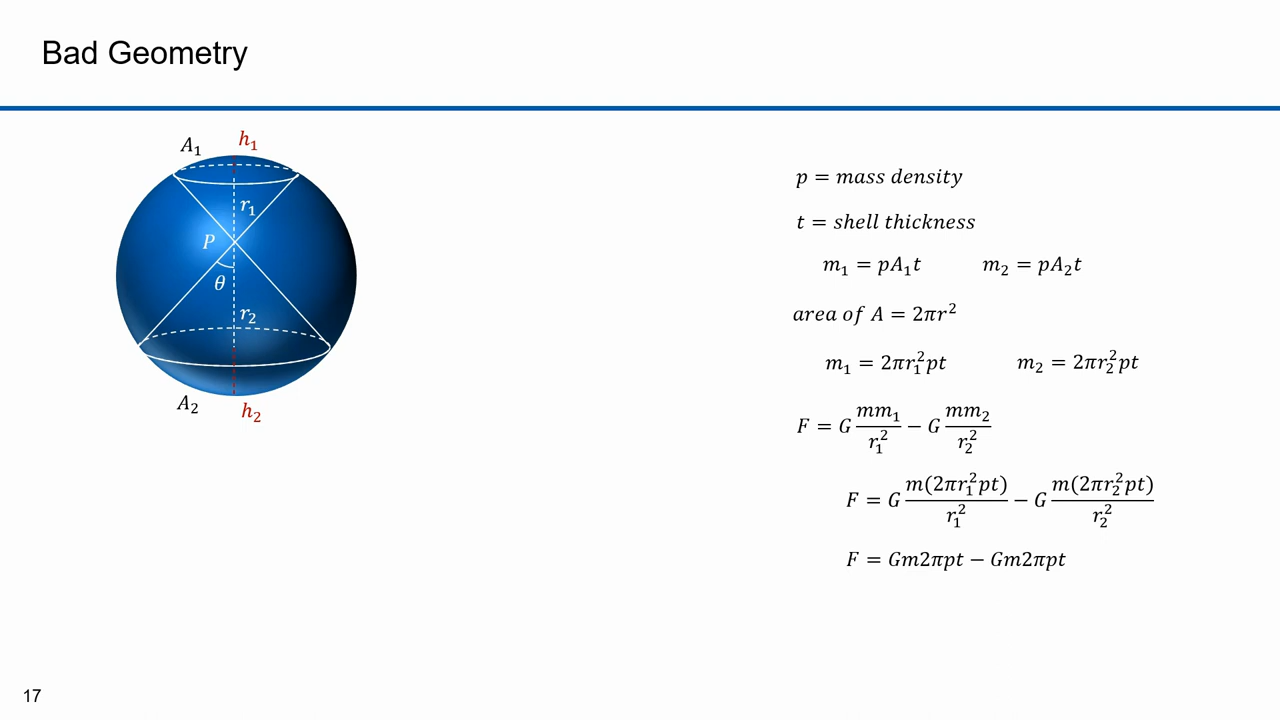 Bad Geometry
A₁
h₁
r₁
P
θ
r₂
A₂
h₂
p = mass density
t = shell thickness
m₁ = pA₁t m₂ = pA₂t
area of A = 2πr²
m₁ = 2πr₁²pt m₂ = 2πr₂²pt
F = G mm₁/r₁² − G mm₂/r₂²
F = G m(2πr₁²pt)/r₁² − G m(2πr₂²pt)/r₂²
F = Gm2πpt − Gm2πpt
17